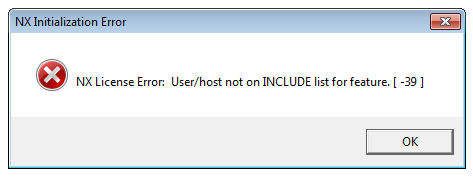 NX Initialization Error
NX License Error:  User/host not on INCLUDE list for feature. [ -39 ]
OK